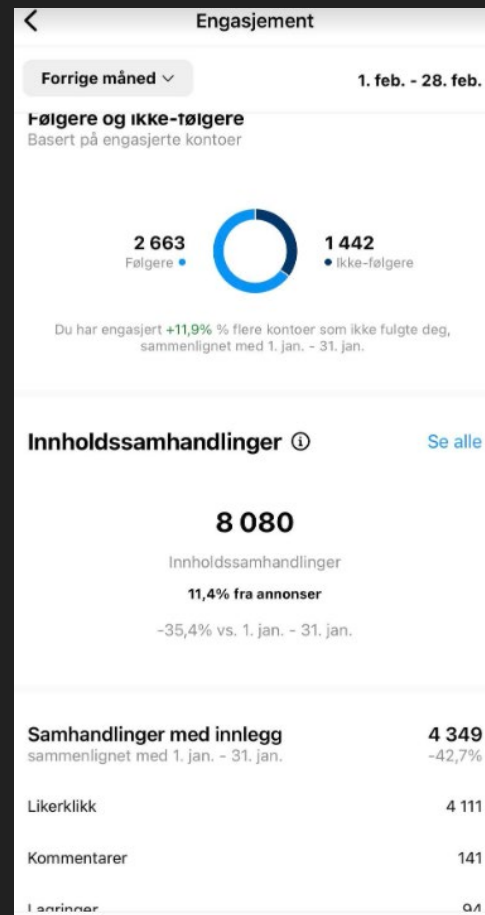 Engasjement
Forrige måned
1. feb. - 28. feb.
Følgere og ikke-følgere
Basert på engasjerte kontoer
2 663
Følgere
1 442
Ikke-følgere
Du har engasjert +11,9% % flere kontoer som ikke fulgte deg,
sammenlignet med 1. jan. - 31. jan.
Innholdssamhandlinger
Se alle
8 080
Innholdssamhandlinger
11,4% fra annonser
-35,4% vs. 1. jan. - 31. jan.
Samhandlinger med innlegg
4 349
sammenlignet med 1. jan. - 31. jan.
-42,7%
Likerklikk
4 111
Kommentarer
141
Lagringer
94